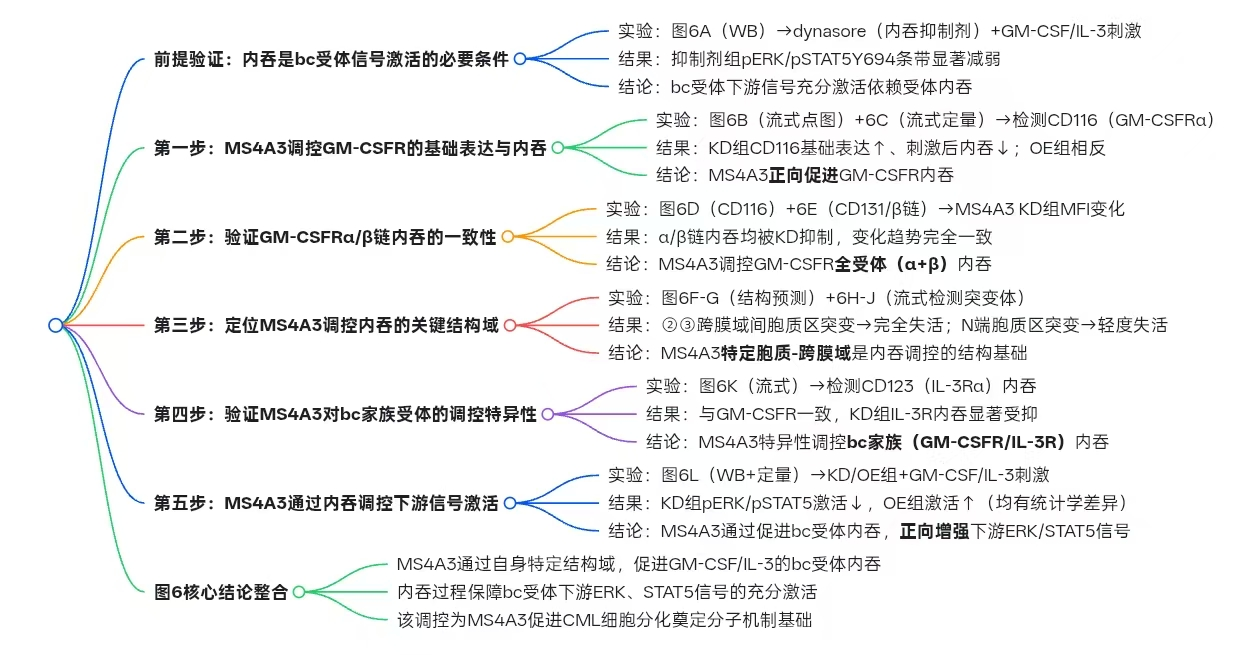 前提验证：内吞是bc受体信号激活的必要条件
实验：图6A（WB）→dynasore（内吞抑制剂）+GM-CSF/IL-3刺激
结果：抑制剂组pERK/pSTAT5Y694条带显著减弱
结论：bc受体下游信号充分激活依赖受体内吞
第一步：MS4A3调控GM-CSFR的基础表达与内吞
实验：图6B（流式点图）+6C（流式定量）→检测CD116（GM-CSFRα）
结果：KD组CD116基础表达↑、刺激后内吞↓；OE组相反
结论：MS4A3正向促进GM-CSFR内吞
第二步：验证GM-CSFRα/β链内吞的一致性
实验：图6D（CD116）+6E（CD131/β链）→MS4A3 KD组MFI变化
结果：α/β链内吞均被KD抑制，变化趋势完全一致
结论：MS4A3调控GM-CSFR全受体（α+β）内吞
第三步：定位MS4A3调控内吞的关键结构域
实验：图6F-G（结构预测）+6H-J（流式检测突变体）
结果：②③跨膜域间胞质区突变→完全失活；N端胞质区突变→轻度失活
结论：MS4A3特定胞质-跨膜域是内吞调控的结构基础
第四步：验证MS4A3对bc家族受体的调控特异性
实验：图6K（流式）→检测CD123（IL-3Rα）内吞
结果：与GM-CSFR一致，KD组IL-3R内吞显著受抑
结论：MS4A3特异性调控bc家族（GM-CSFR/IL-3R）内吞
第五步：MS4A3通过内吞调控下游信号激活
实验：图6L（WB+定量）→KD/OE组+GM-CSF/IL-3刺激
结果：KD组pERK/pSTAT5激活↓，OE组激活↑（均有统计学差异）
结论：MS4A3通过促进bc受体内吞，正向增强下游ERK/STAT5信号
图6核心结论整合
MS4A3通过自身特定结构域，促进GM-CSF/IL-3的bc受体内吞
内吞过程保障bc受体下游ERK、STAT5信号的充分激活
该调控为MS4A3促进CML细胞分化奠定分子机制基础